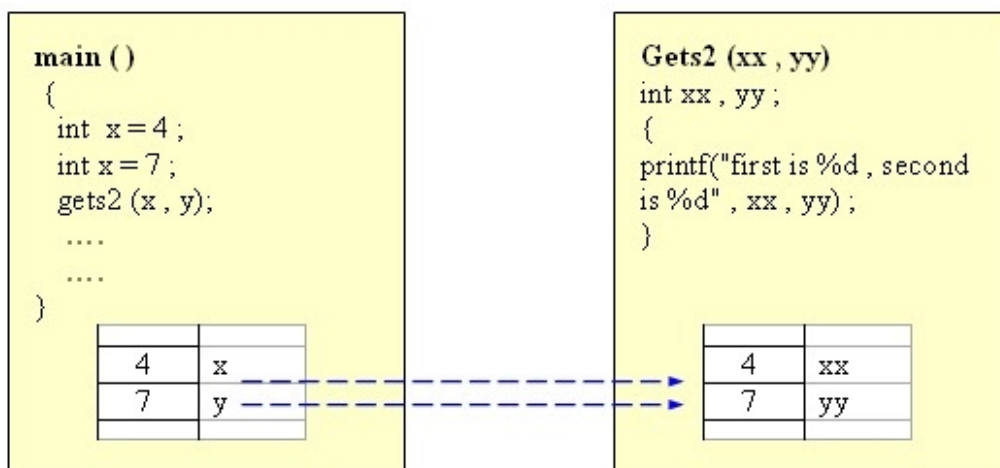 main ( )
{
int x = 4 ;
int x = 7 ;
gets2 (x , y);
....
....
}
4 x
7 y
Gets2 (xx , yy)
int xx , yy ;
{
printf("first is %d , second
is %d" , xx , yy) ;
}
4 xx
7 yy